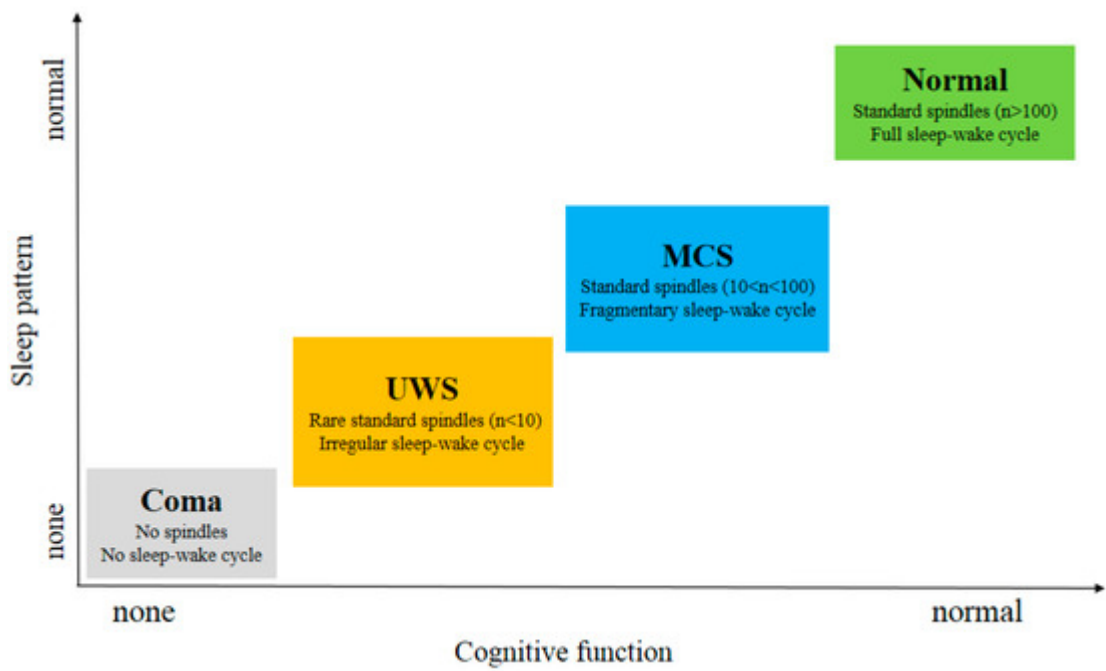 normal
Sleep pattern
none
Normal
Standard spindles (n>100)
Full sleep-wake cycle
MCS
Standard spindles (10<n<100)
Fragmentary sleep-wake cycle
UWS
Rare standard spindles (n<10)
Irregular sleep-wake cycle
Coma
No spindles
No sleep-wake cycle
none
normal
Cognitive function